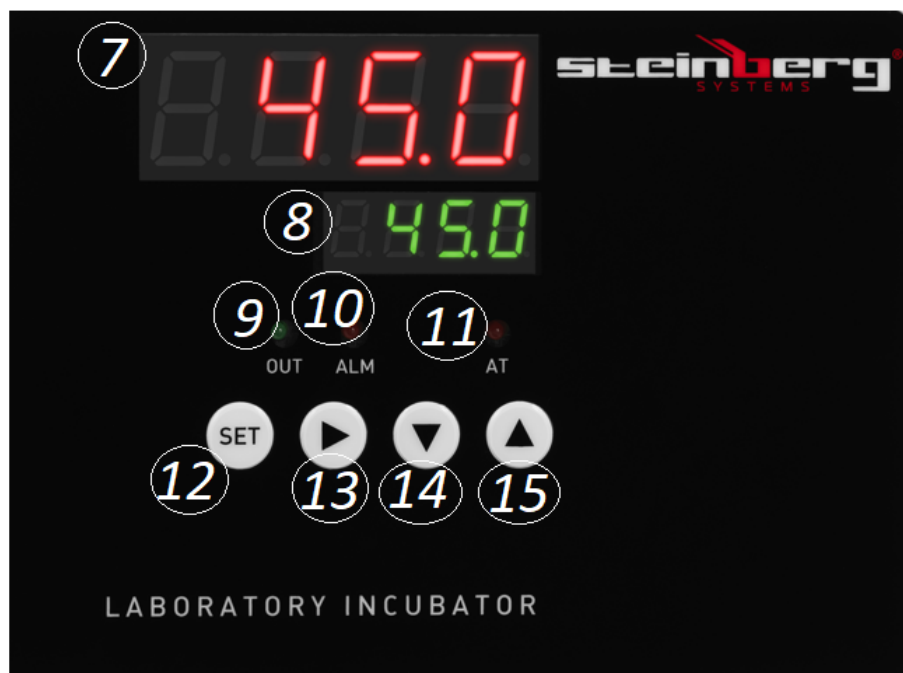 7 45.0 steinberg®
SYSTEMS
8 45.0
9 10 11
OUT ALM AT
SET
12 13 14 15
LABORATORY INCUBATOR